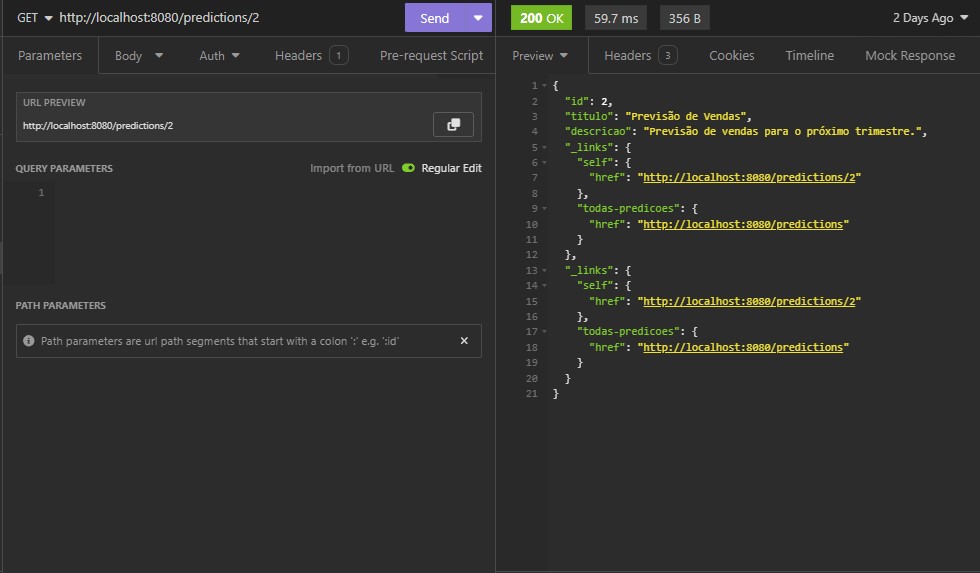 GET http://localhost:8080/predictions/2 Send
200 OK 59.7 ms 356 B 2 Days Ago
Parameters Body Auth Headers 1 Pre-request Script
Preview Headers 3 Cookies Timeline Mock Response
URL PREVIEW
http://localhost:8080/predictions/2
QUERY PARAMETERS Import from URL Regular Edit
1
PATH PARAMETERS
Path parameters are url path segments that start with a colon ':' e.g. ':id'
1 {
2 "id": 2,
3 "titulo": "Previsão de Vendas",
4 "descricao": "Previsão de vendas para o próximo trimestre.",
5 "_links": {
6 "self": {
7 "href": "http://localhost:8080/predictions/2"
8 },
9 "todas-predicoes": {
10 "href": "http://localhost:8080/predictions"
11 }
12 },
13 "_links": {
14 "self": {
15 "href": "http://localhost:8080/predictions/2"
16 },
17 "todas-predicoes": {
18 "href": "http://localhost:8080/predictions"
19 }
20 }
21 }